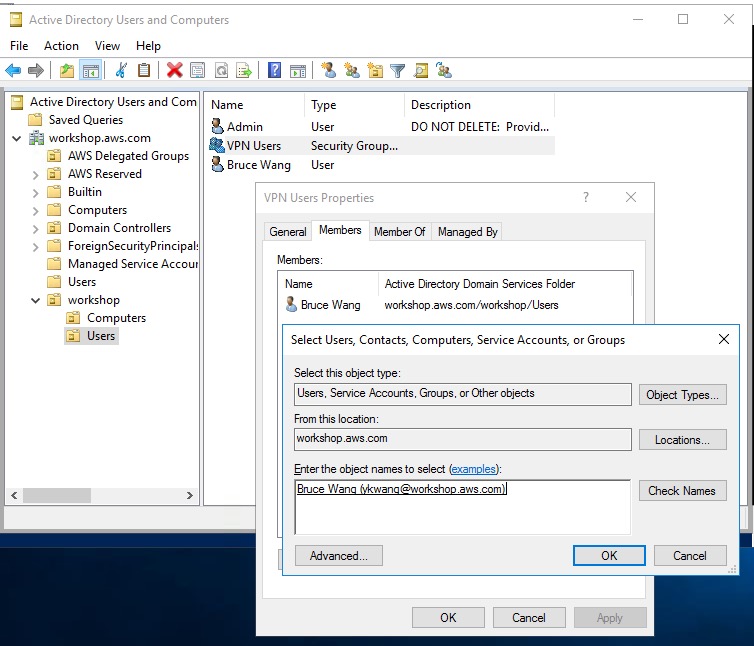 Active Directory Users and Computers
File Action View Help
Active Directory Users and Com
Saved Queries
workshop.aws.com
AWS Delegated Groups
AWS Reserved
Builtin
Computers
Domain Controllers
ForeignSecurityPrincipals
Managed Service Accour
Users
workshop
Computers
Users
Name Type Description
Admin User DO NOT DELETE: Provid...
VPN Users Security Group...
Bruce Wang User
VPN Users Properties
General Members Member Of Managed By
Members:
Name Active Directory Domain Services Folder
Bruce Wang workshop.aws.com/workshop/Users
Select Users, Contacts, Computers, Service Accounts, or Groups
Select this object type:
Users, Service Accounts, Groups, or Other objects Object Types...
From this location:
workshop.aws.com Locations...
Enter the object names to select (examples):
Bruce Wang (ykwang@workshop.aws.com) Check Names
Advanced... OK Cancel
OK Cancel Apply